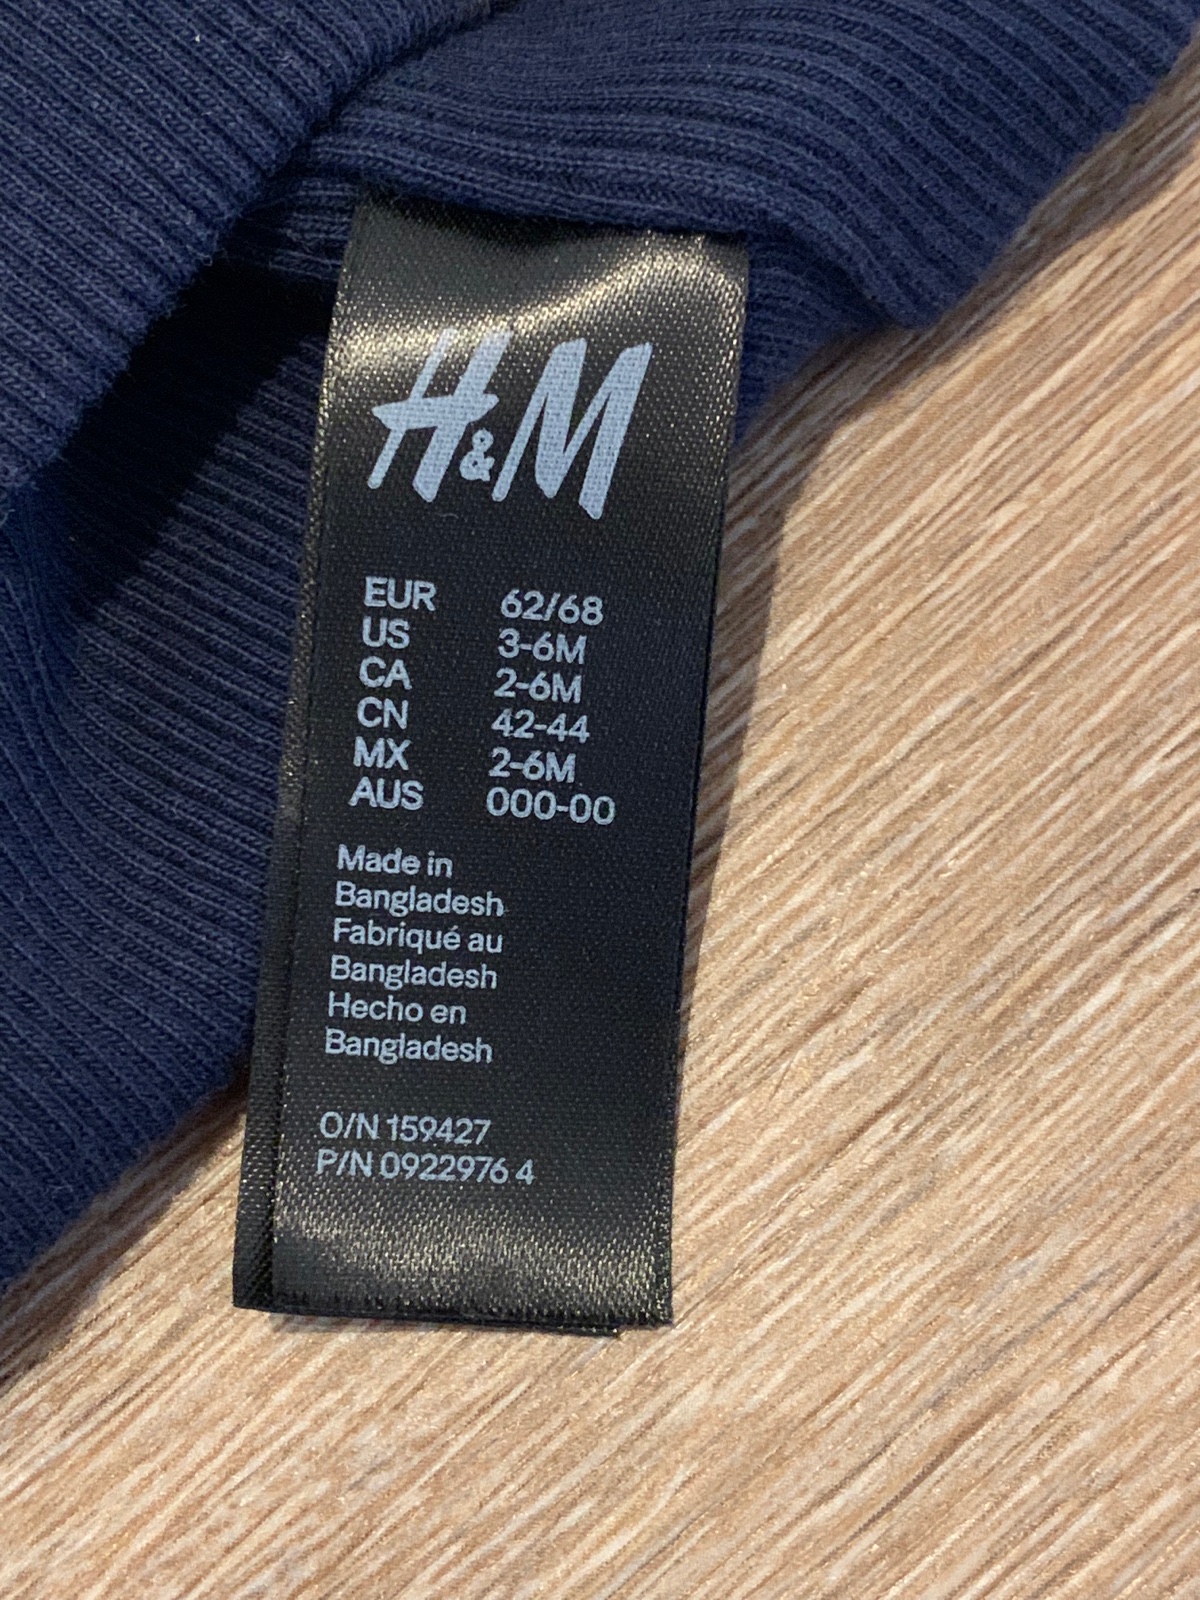 H&M
EUR 62/68
US 3-6M
CA 2-6M
CN 42-44
MX 2-6M
AUS 000-00
Made in
Bangladesh
Fabriqué au
Bangladesh
Hecho en
Bangladesh
O/N 159427
P/N 0922976 4